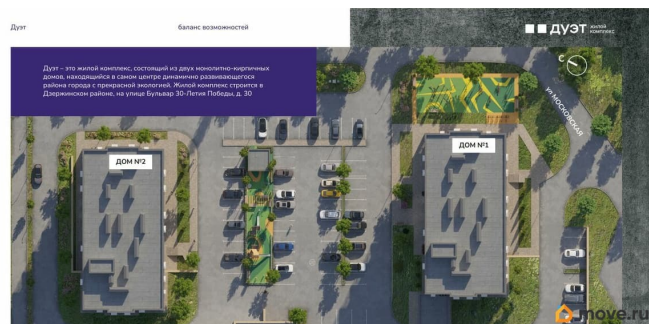 Дуэт
баланс возможностей
ДУЭТ жилой комплекс
Дуэт – это жилой комплекс, состоящий из двух монолитно-кирпичных
домов, находящийся в самом центре динамично развивающегося
района города с прекрасной экологией. Жилой комплекс строится в
Дзержинском районе, на улице Бульвар 30-Летия Победы, д. 30
С
ул МОСКОВСКАЯ
ДОМ №2
ДОМ №1
move.ru